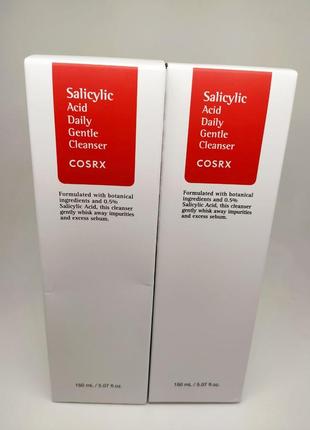 Salicylic
Acid
Daily
Gentle
Cleanser
COSRX
Formulated with botanical
ingredients and 0.5%
Salicylic Acid, this cleanser
gently whisk away impurities
and excess sebum.
150 mL / 5.07 fl.oz.
Salicylic
Acid
Daily
Gentle
Cleanser
COSRX
Formulated with botanical
ingredients and 0.5%
Salicylic Acid, this cleanser
gently whisk away impurities
and excess sebum.
150 mL / 5.07 fl.oz.